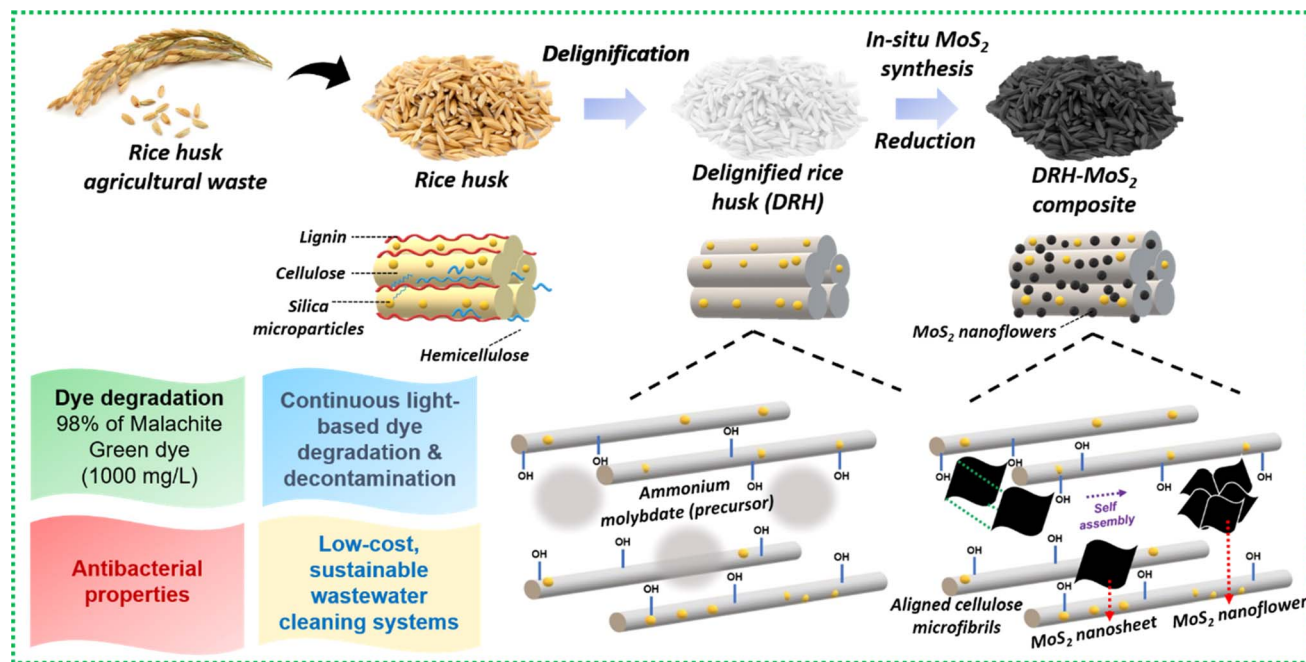 Rice husk
agricultural waste
Rice husk
Delignification
Delignified rice
husk (DRH)
In-situ MoS₂
synthesis
Reduction
DRH-MoS₂
composite
Lignin
Cellulose
Silica
microparticles
Hemicellulose
MoS₂ nanoflowers
Dye degradation
98% of Malachite
Green dye
(1000 mg/L)
Continuous light-
based dye
degradation &
decontamination
Antibacterial
properties
Low-cost,
sustainable
wastewater
cleaning systems
OH
OH
OH
OH
OH
Ammonium
molybdate (precursor)
OH
OH
OH
OH
OH
OH
OH
OH
OH
OH
Self
assembly
OH
OH
OH
OH
Aligned cellulose
microfibrils
MoS₂ nanosheet
MoS₂ nanoflower